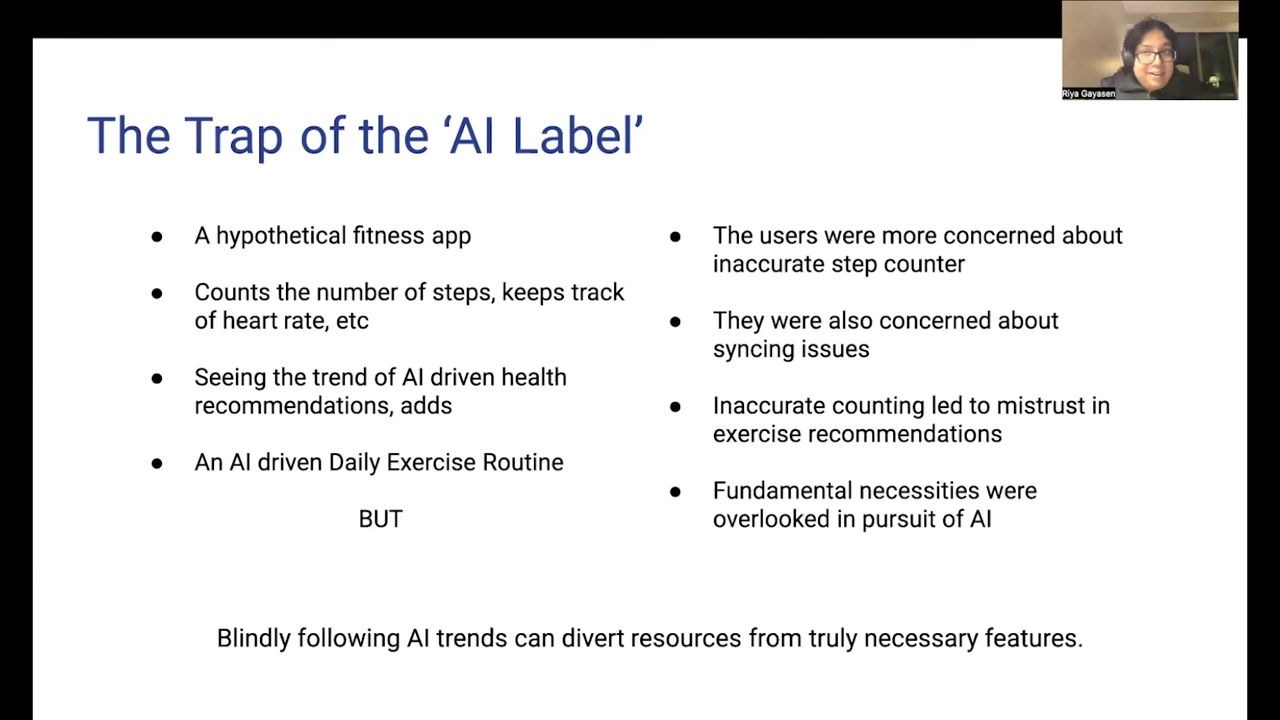 Riya Gayasen
The Trap of the ‘AI Label’
● A hypothetical fitness app
● Counts the number of steps, keeps track
of heart rate, etc
● Seeing the trend of AI driven health
recommendations, adds
● An AI driven Daily Exercise Routine
BUT
● The users were more concerned about
inaccurate step counter
● They were also concerned about
syncing issues
● Inaccurate counting led to mistrust in
exercise recommendations
● Fundamental necessities were
overlooked in pursuit of AI
Blindly following AI trends can divert resources from truly necessary features.